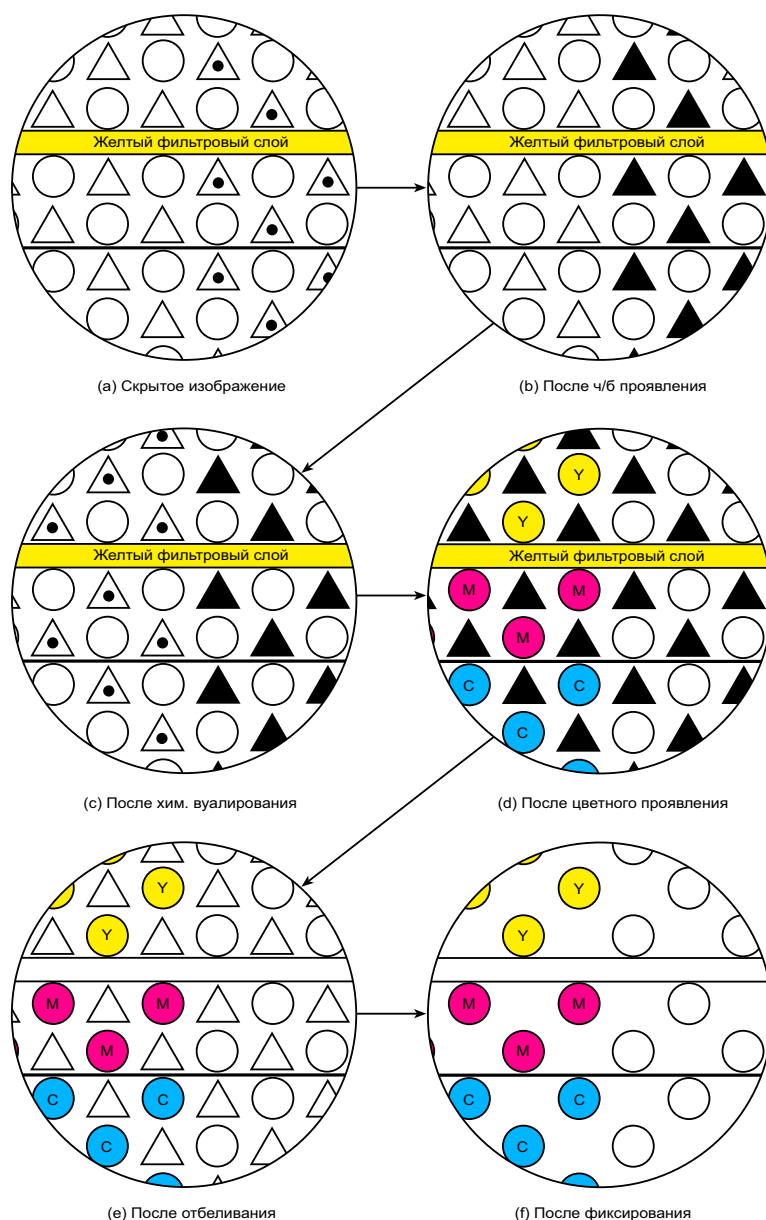 Желтый фильтровый слой
Желтый фильтровый слой
(a) Скрытое изображение
(b) После ч/б проявления
Y
Y
Желтый фильтровый слой
Желтый фильтровый слой
M
M
M
C
C
C
(c) После хим. вуалирования
(d) После цветного проявления
Y
Y
Y
Y
M
M
M
M
M
M
C
C
C
C
C
C
(e) После отбеливания
(f) После фиксирования